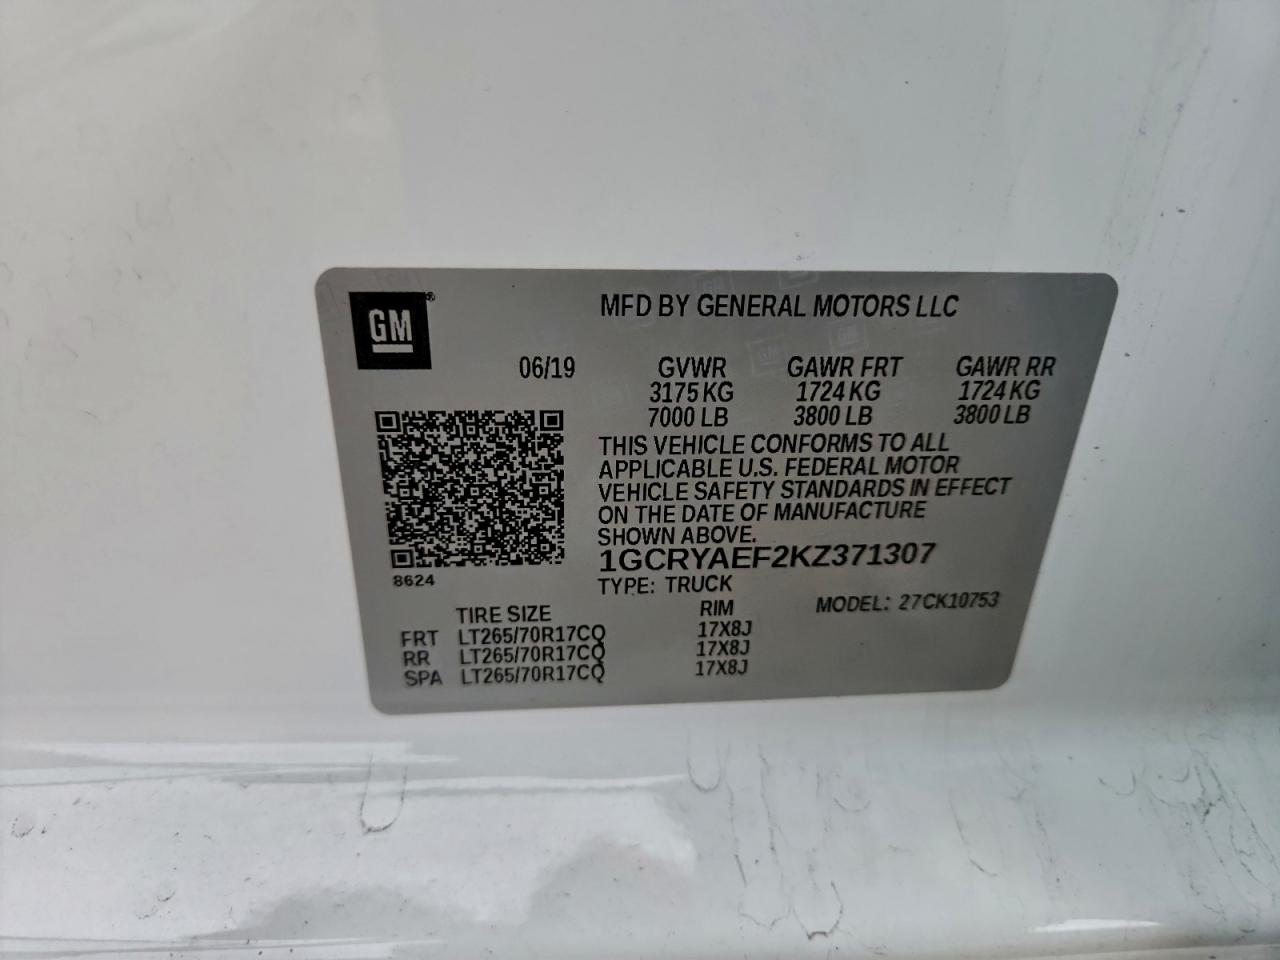 GM®
MFD BY GENERAL MOTORS LLC
06/19 GVWR GAWR FRT GAWR RR
3175 KG 1724 KG 1724 KG
7000 LB 3800 LB 3800 LB
THIS VEHICLE CONFORMS TO ALL
APPLICABLE U.S. FEDERAL MOTOR
VEHICLE SAFETY STANDARDS IN EFFECT
ON THE DATE OF MANUFACTURE
SHOWN ABOVE.
1GCRYAEF2KZ371307
8624
TYPE: TRUCK
MODEL: 27CK10753
TIRE SIZE RIM
FRT LT265/70R17CQ 17X8J
RR LT265/70R17CQ 17X8J
SPA LT265/70R17CQ 17X8J